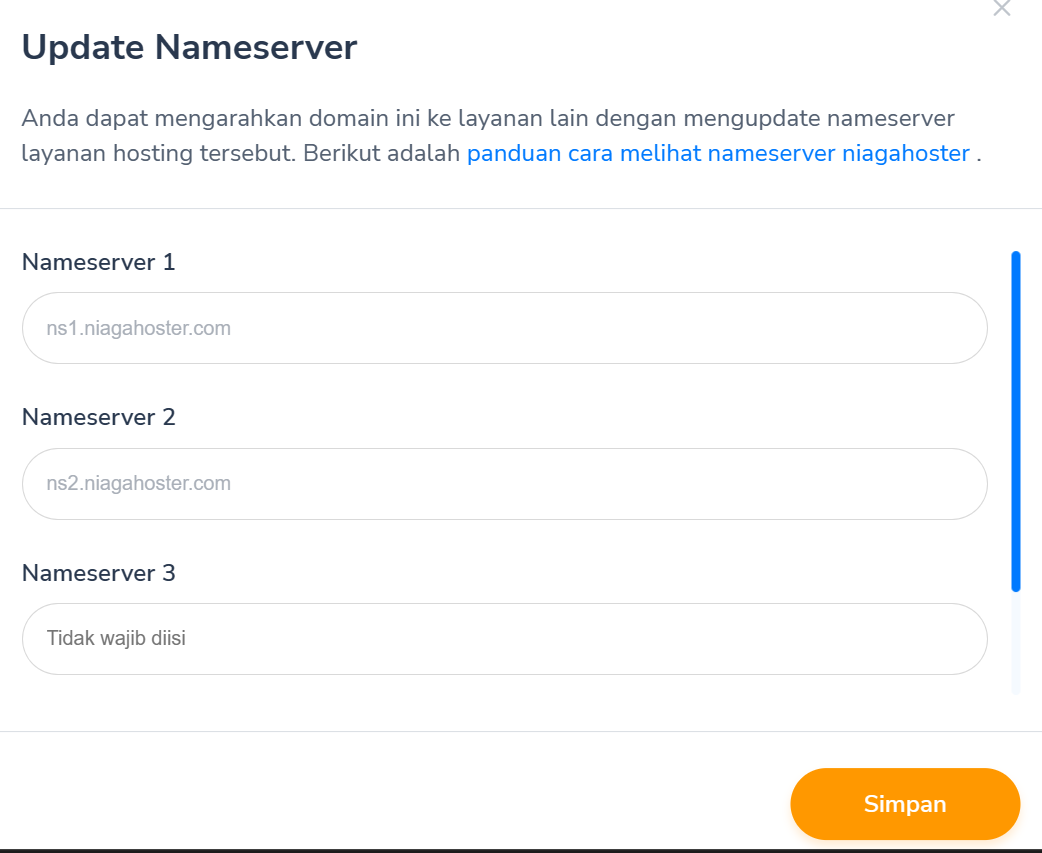 Update Nameserver
Anda dapat mengarahkan domain ini ke layanan lain dengan mengupdate nameserver
layanan hosting tersebut. Berikut adalah panduan cara melihat nameserver niagahoster .
Nameserver 1
ns1.niagahoster.com
Nameserver 2
ns2.niagahoster.com
Nameserver 3
Tidak wajib diisi
Simpan